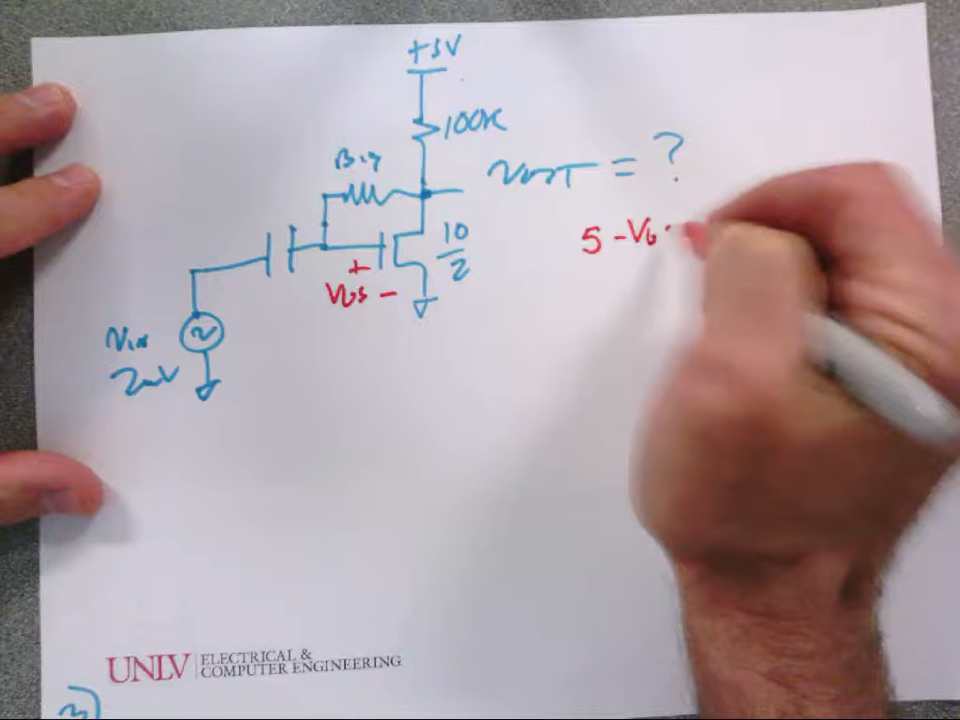 +5V
100K
Big
vout = ?
5 - VG
10
2
+
VGS -
Vin
2mV
UNLV | ELECTRICAL &
COMPUTER ENGINEERING